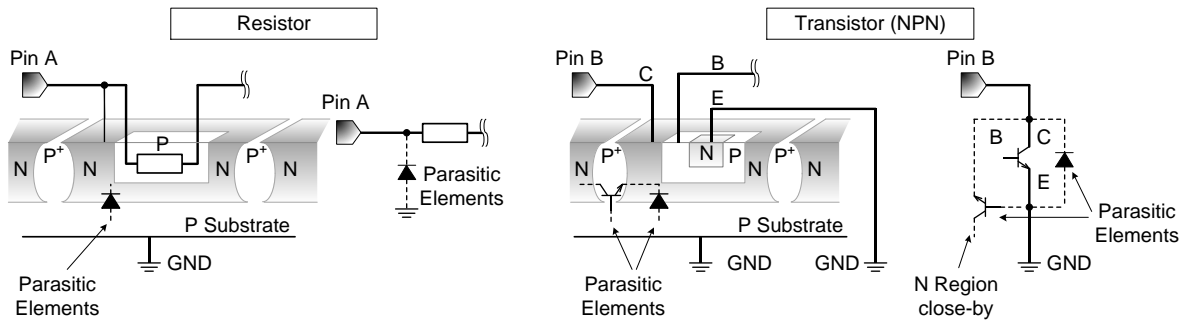 Resistor
Transistor (NPN)
Pin A
Pin B
C
B
E
Pin B
Pin A
B
C
E
N
P+
N
P
P+
N
N
P+
N
P
P+
N
N
Parasitic
Elements
P Substrate
GND
P Substrate
GND
GND
GND
Parasitic
Elements
Parasitic
Elements
Parasitic
Elements
N Region
close-by